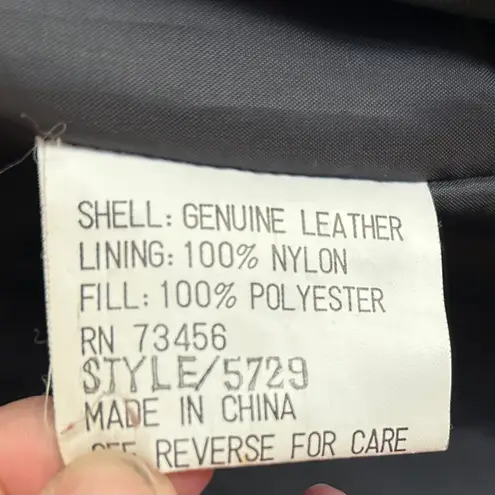 SHELL: GENUINE LEATHER
LINING: 100% NYLON
FILL: 100% POLYESTER
RN 73456
STYLE/5729
MADE IN CHINA
SEE REVERSE FOR CARE